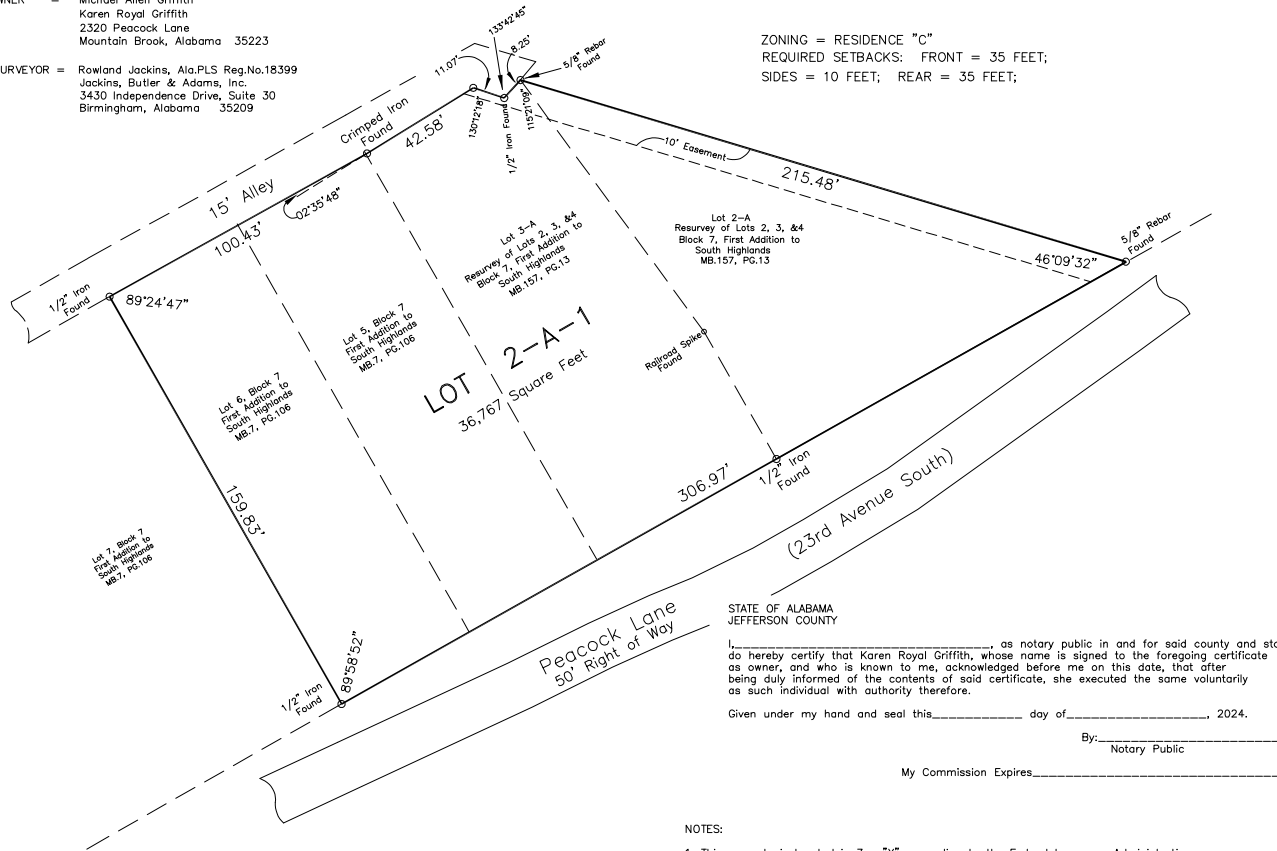 Michael Allen Griffith
Karen Royal Griffith
2320 Peacock Lane
Mountain Brook, Alabama 35223
URVEYOR = Rowland Jackins, Ala.PLS Reg.No.18399
Jackins, Butler & Adams, Inc.
3430 Independence Drive, Suite 30
Birmingham, Alabama 35209
ZONING = RESIDENCE "C"
REQUIRED SETBACKS: FRONT = 35 FEET;
SIDES = 10 FEET; REAR = 35 FEET;
133°42'45"
8.25'
11.07'
5/8" Rebar
Found
130°12'18"
1/2" Iron Found
115°21'09"
Crimped Iron
Found
42.58'
15' Alley
02°35'48"
100.43'
10' Easement
215.48'
Lot 2-A
Resurvey of Lots 2, 3, &4
Block 7, First Addition to
South Highlands
MB.157, PG.13
5/8" Rebar
Found
46°09'32"
Lot 3-A
Resurvey of Lots 2, 3, &4
Block 7, First Addition to
South Highlands
MB.157, PG.13
1/2" Iron
Found
89°24'47"
Lot 5, Block 7
First Addition to
South Highlands
MB.7, PG.106
LOT 2-A-1
36,767 Square Feet
Railroad Spike
Found
Lot 6, Block 7
First Addition to
South Highlands
MB.7, PG.106
159.83'
306.97'
1/2" Iron
Found
(23rd Avenue South)
Lot 7, Block 7
First Addition to
South Highlands
MB.7, PG.106
Peacock Lane
50' Right of Way
89°58'52"
1/2" Iron
Found
STATE OF ALABAMA
JEFFERSON COUNTY
I,______________________________, as notary public in and for said county and
do hereby certify that Karen Royal Griffith, whose name is signed to the foregoing certificate
as owner, and who is known to me, acknowledged before me on this date, that after
being duly informed of the contents of said certificate, she executed the same voluntarily
as such individual with authority therefore.
Given under my hand and seal this___________ day of_________________, 2024.
By:______________________
Notary Public
My Commission Expires______________________________
NOTES: